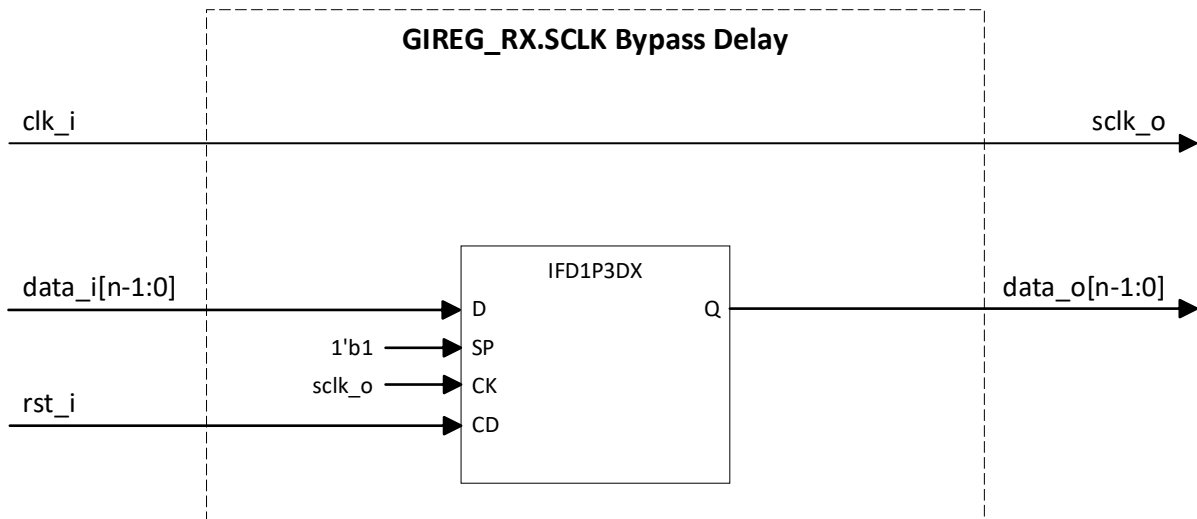 GIREG_RX.SCLK Bypass Delay
clk_i
sclk_o
IFD1P3DX
data_i[n-1:0]
D
Q
data_o[n-1:0]
1'b1
SP
sclk_o
CK
rst_i
CD